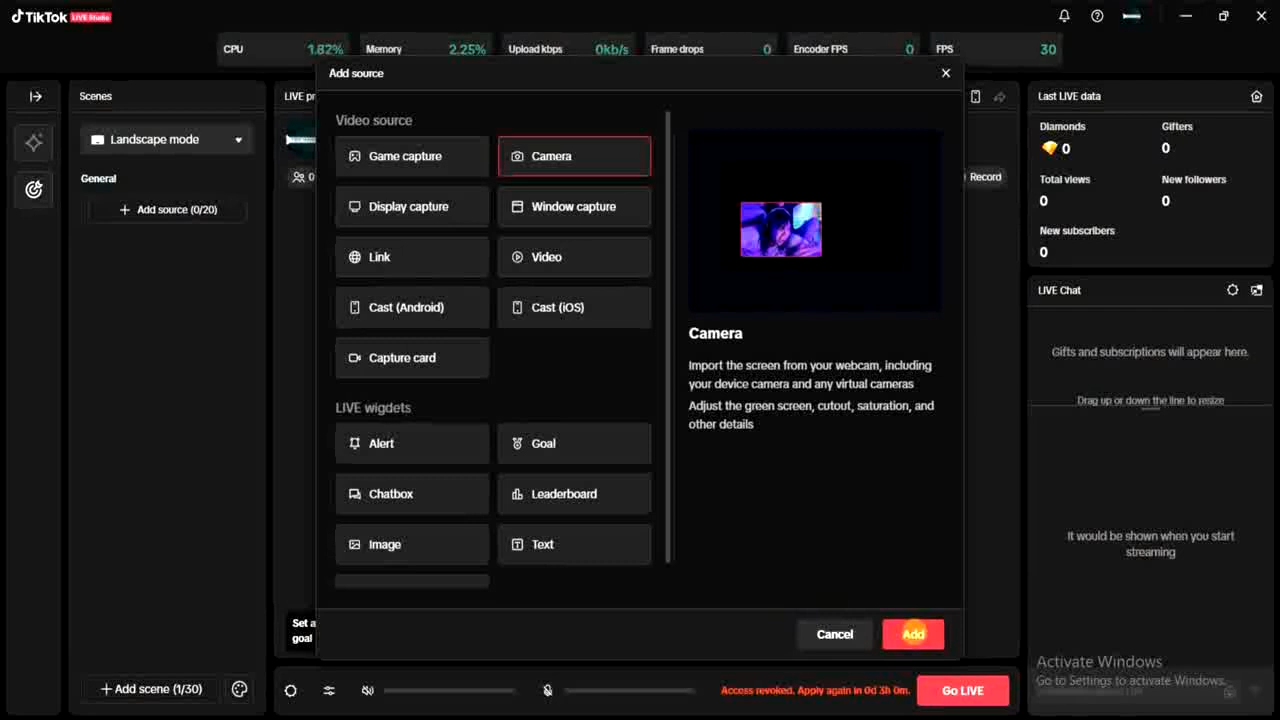 TikTok LIVE Studio
CPU 1.82%
Memory 2.25%
Upload kbps 0kb/s
Frame drops 0
Encoder FPS 0
FPS 30
Add source
Scenes
Landscape mode
General
+ Add source (0/20)
LIVE pr
0
Record
Video source
Game capture
Camera
Display capture
Window capture
Link
Video
Cast (Android)
Cast (iOS)
Capture card
LIVE wigdets
Alert
Goal
Chatbox
Leaderboard
Image
Text
Camera
Import the screen from your webcam, including
your device camera and any virtual cameras
Adjust the green screen, cutout, saturation, and
other details
Cancel
Add
Last LIVE data
Diamonds
Gifters
0
0
Total views
New followers
0
0
New subscribers
0
LIVE Chat
Gifts and subscriptions will appear here.
Drag up or down the line to resize
It would be shown when you start
streaming
Set a
goal
+ Add scene (1/30)
Access revoked. Apply again in 0d 3h 0m.
Go LIVE
Activate Windows
Go to Settings to activate Windows.